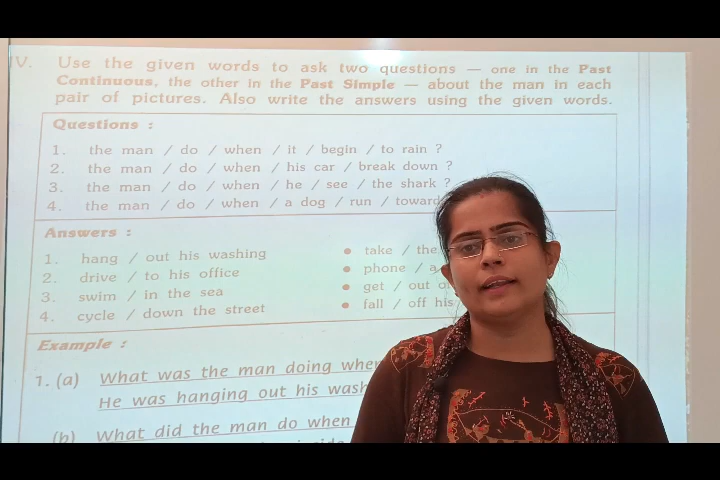 IV. Use the given words to ask two questions — one in the Past
Continuous, the other in the Past Simple — about the man in each
pair of pictures. Also write the answers using the given words.
Questions :
1. the man / do / when / it / begin / to rain ?
2. the man / do / when / his car / break down ?
3. the man / do / when / he / see / the shark ?
4. the man / do / when / a dog / run /
Answers :
1. hang / out his washing
2. drive / to his office
3. swim / in the sea
4. cycle / down the street
• take /
• phone /
• get / out
• fall / off his
Example :
1. (a) What was the man doing when
He was hanging out his
(b) What did the man do when